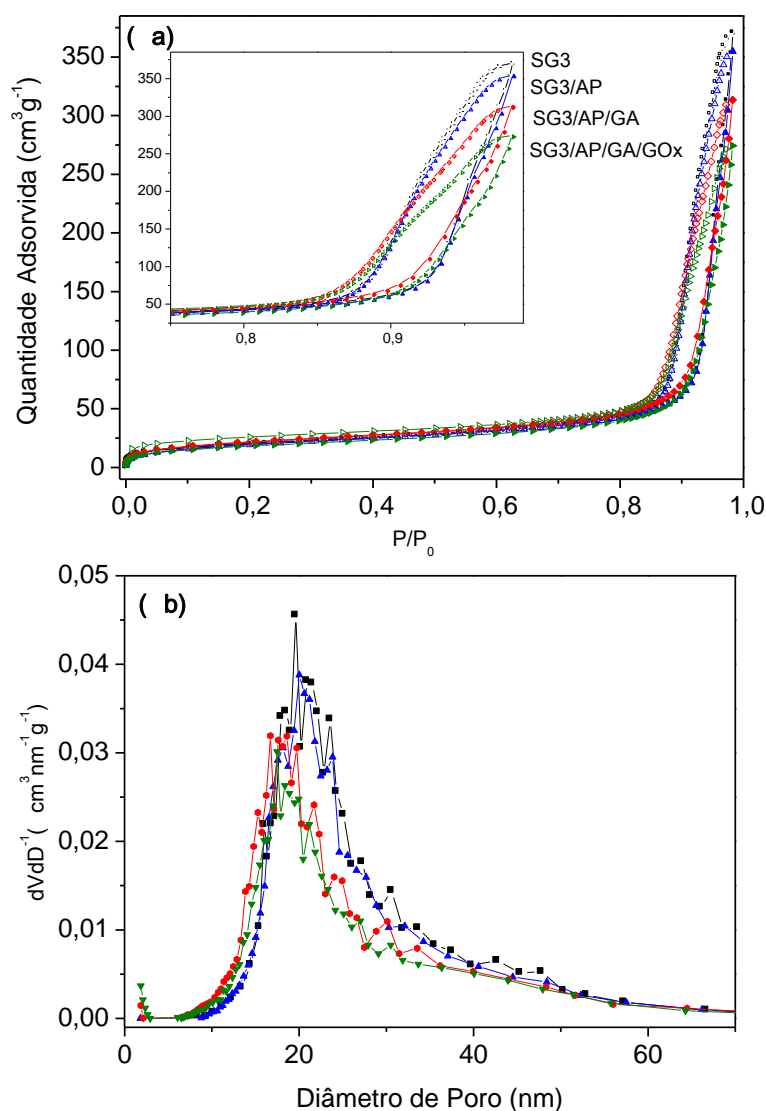 ( a)
350
300
250
200
150
100
50
0
Quantidade Adsorvida (cm³g⁻¹)
350
300
250
200
150
100
50
0,8 0,9
SG3
SG3/AP
SG3/AP/GA
SG3/AP/GA/GOx
0,0 0,2 0,4 0,6 0,8 1,0
P/P₀
( b)
0,05
0,04
0,03
0,02
0,01
0,00
dVdD⁻¹( cm³nm⁻¹g⁻¹)
0 20 40 60
Diâmetro de Poro (nm)